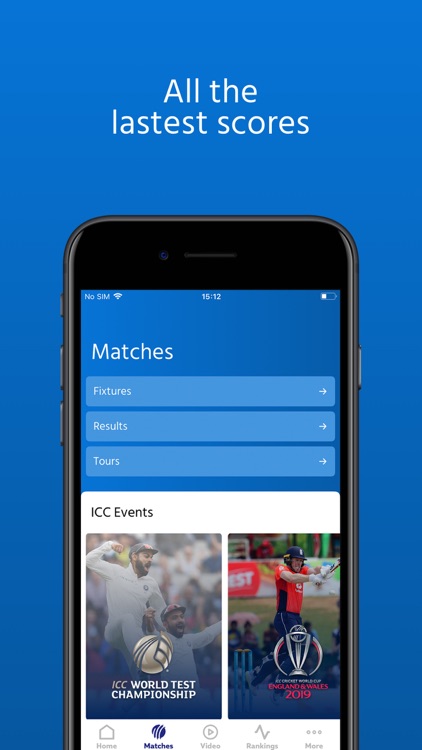 All the
lastest scores
No SIM
15:12
Matches
Fixtures
Results
Tours
ICC Events
ICC WORLD TEST
CHAMPIONSHIP
ICC CRICKET WORLD CUP
ENGLAND & WALES
2019
Home
Matches
Video
Rankings
More